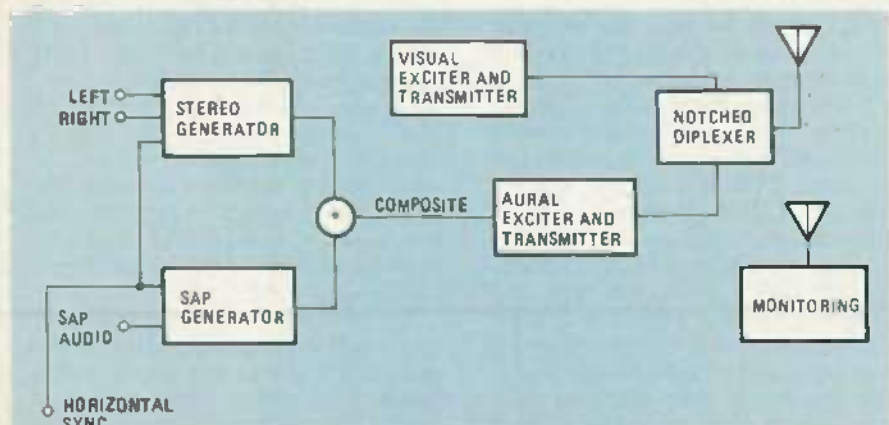 LEFT
RIGHT
STEREO
GENERATOR
VISUAL
EXCITER AND
TRANSMITTER
NOTCHED
DIPLEXER
COMPOSITE
AURAL
EXCITER AND
TRANSMITTER
SAP
GENERATOR
SAP
AUDIO
MONITORING
HORIZONTAL
SYNC